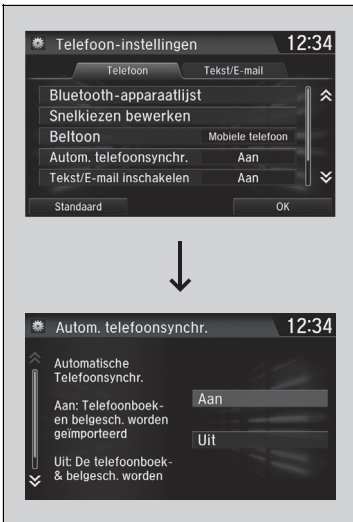 Telefoon-instellingen 12:34
Telefoon Tekst/E-mail
Bluetooth-apparaatlijst
Snelkiezen bewerken
Beltoon Mobiele telefoon
Autom. telefoonsynchr. Aan
Tekst/E-mail inschakelen Aan
Standaard OK
Autom. telefoonsynchr. 12:34
Automatische
Telefoonsynchr.
Aan: Telefoonboek-
en belgesch. worden
geïmporteerd
Uit: De telefoonboek-
& belgesch. worden
Aan
Uit